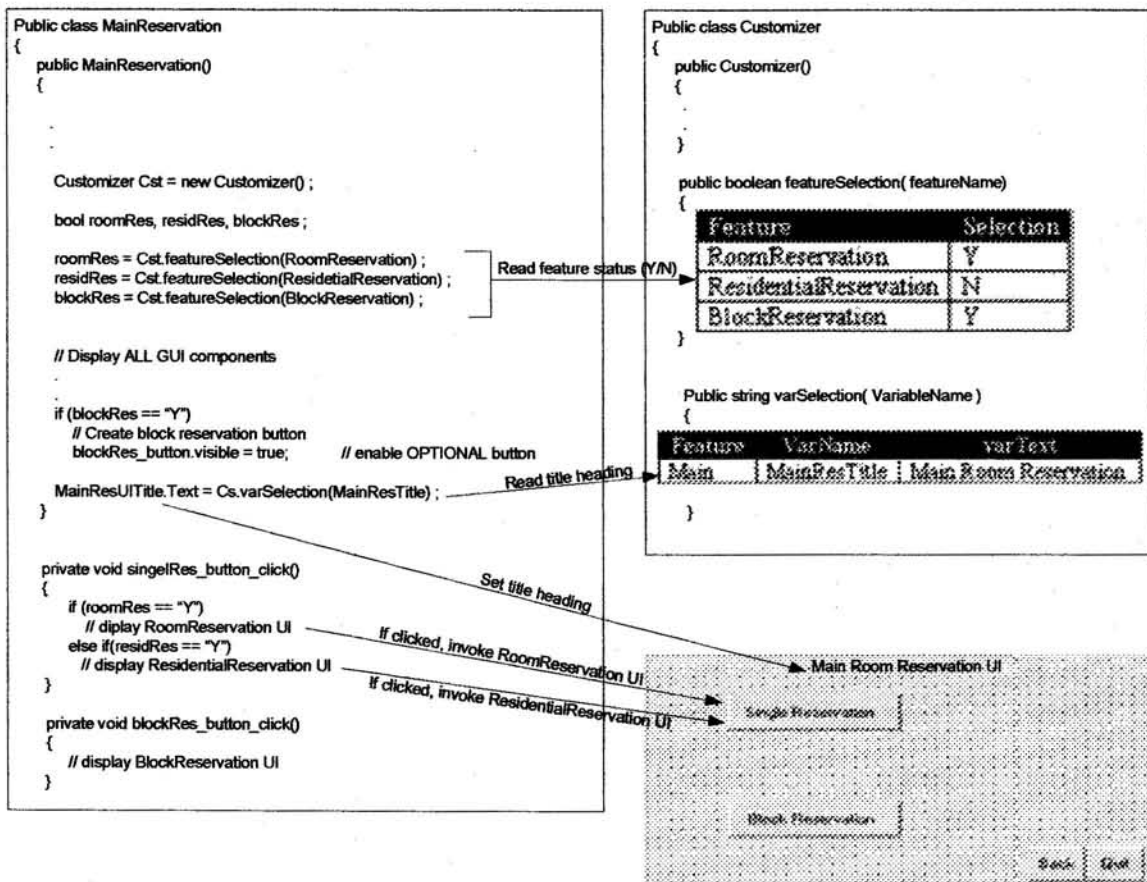 Public class MainReservation
{
public MainReservation()
{
.
.
Customizer Cst = new Customizer() ;
bool roomRes, residRes, blockRes ;
roomRes = Cst.featureSelection(RoomReservation) ;
residRes = Cst.featureSelection(ResidetialReservation) ;
blockRes = Cst.featureSelection(BlockReservation) ;
// Display ALL GUI components
.
.
if (blockRes == "Y")
// Create block reservation button
blockRes_button.visible = true; // enable OPTIONAL button
MainResUITitle.Text = Cs.varSelection(MainResTitle) ;
}
private void singelRes_button_click()
{
if (roomRes == "Y")
// diplay RoomReservation UI
else if(residRes == "Y")
// display ResidentialReservation UI
}
private void blockRes_button_click()
{
// display BlockReservation UI
}
Read feature status (Y/N)
Read title heading
Set title heading
If clicked, invoke RoomReservation UI
If clicked, invoke ResidentialReservation UI
Public class Customizer
{
public Customizer()
{
.
.
}
public boolean featureSelection( featureName)
{
Feature Selection
RoomReservation Y
ResidentialReservation N
BlockReservation Y
}
Public string varSelection( VariableName )
{
Feature VarName varText
Main MainResTitle Main Room Reservation
}
Main Room Reservation UI
Single Reservation
Block Reservation
Back Quit